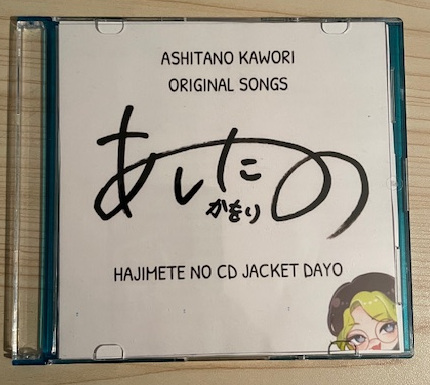 ASHITANO KAWORI
ORIGINAL SONGS
あしたの
かをり
HAJIMETE NO CD JACKET DAYO